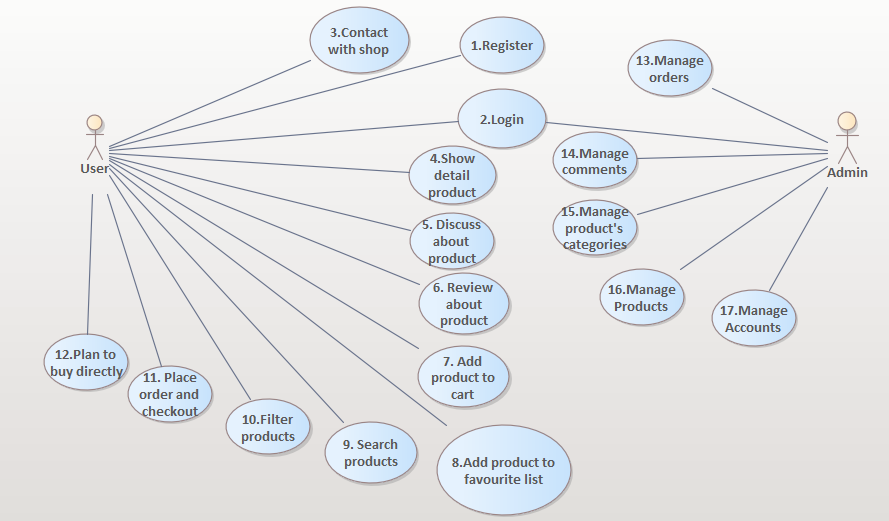 3.Contact
with shop
1.Register
13.Manage
orders
2.Login
User
Admin
4.Show
detail
product
14.Manage
comments
5. Discuss
about
product
15.Manage
product's
categories
6. Review
about
product
16.Manage
Products
17.Manage
Accounts
12.Plan to
buy directly
11. Place
order and
checkout
7. Add
product to
cart
10.Filter
products
9. Search
products
8.Add product to
favourite list